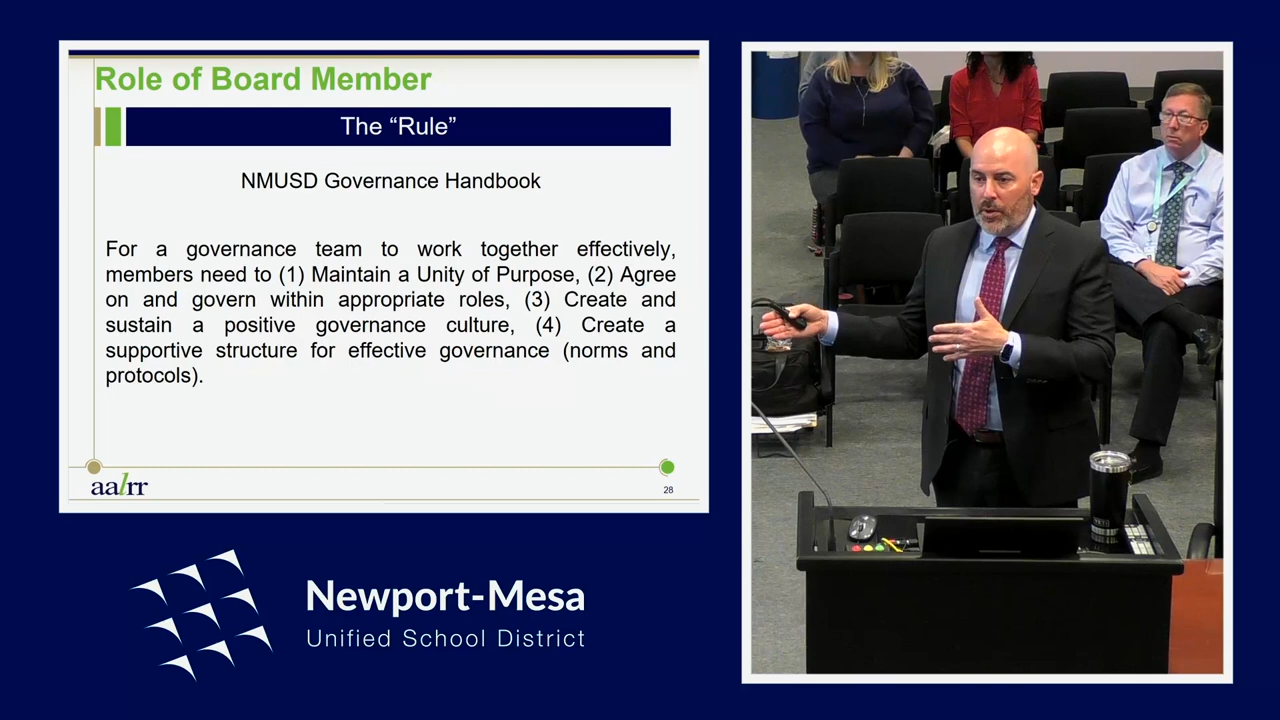 Role of Board Member
The “Rule”
NMUSD Governance Handbook
For a governance team to work together effectively,
members need to (1) Maintain a Unity of Purpose, (2) Agree
on and govern within appropriate roles, (3) Create and
sustain a positive governance culture, (4) Create a
supportive structure for effective governance (norms and
protocols).
aalrr
28
Newport-Mesa
Unified School District
YETI